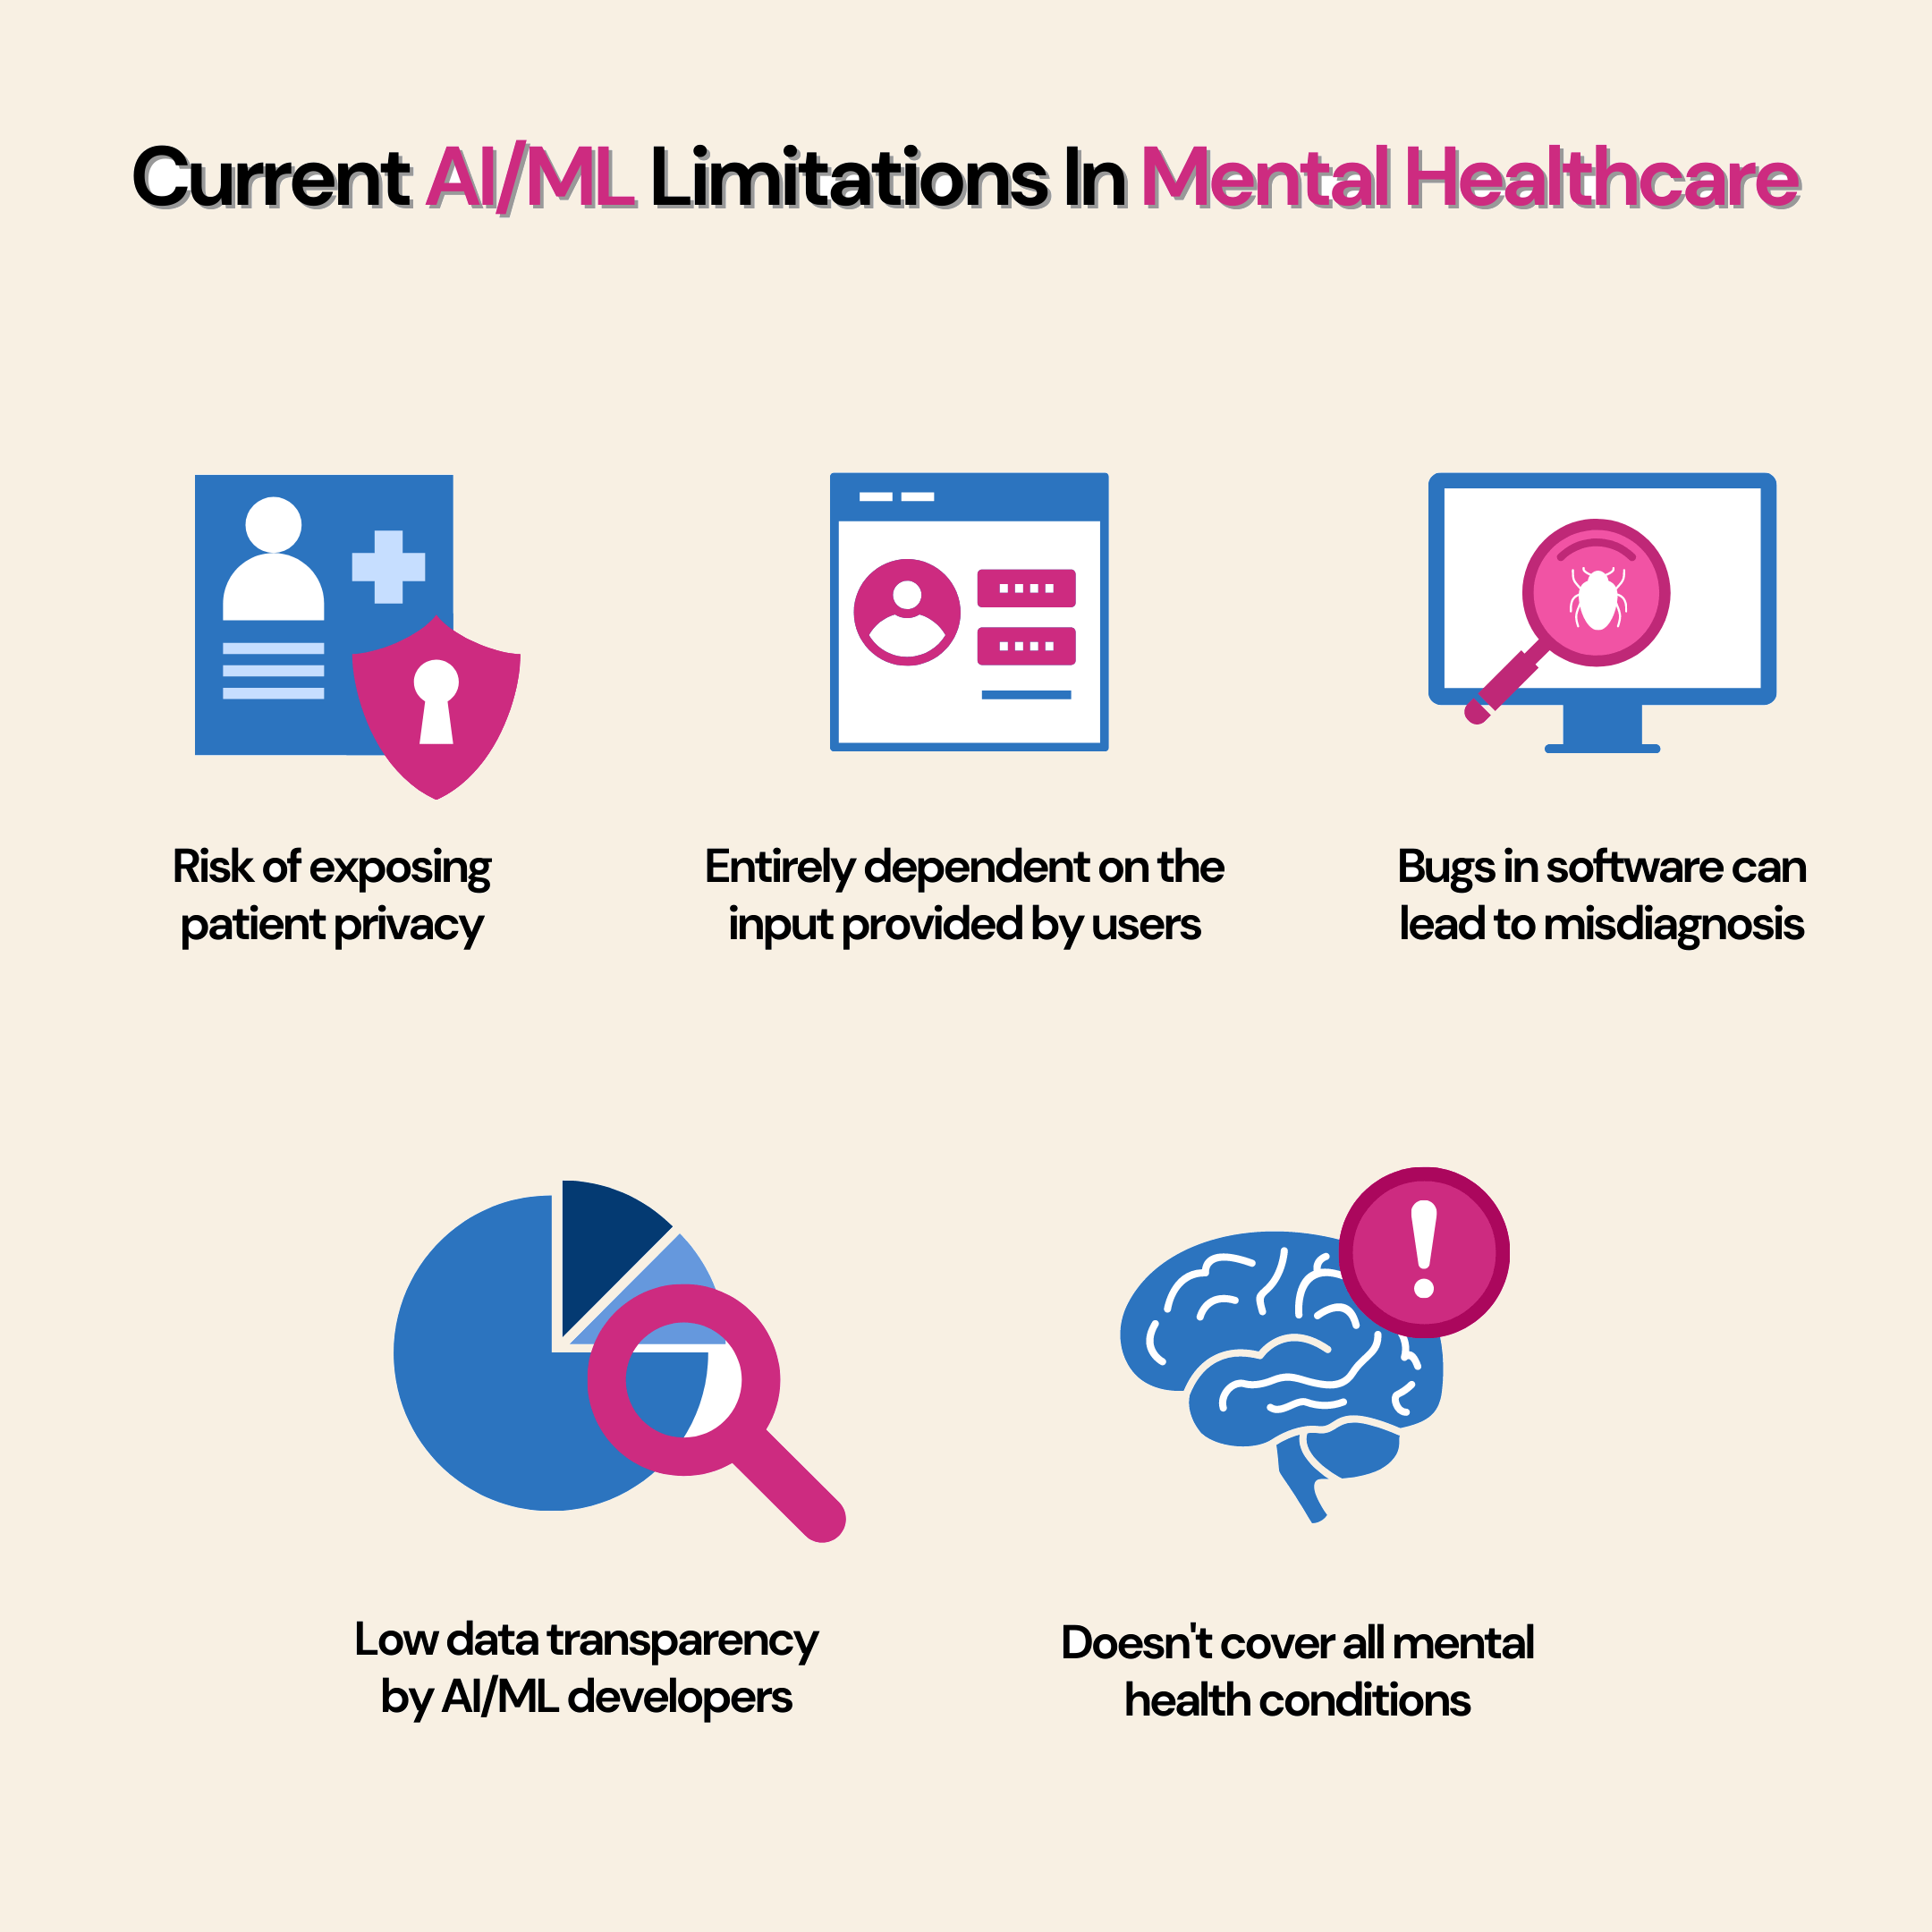 Current AI/ML Limitations In Mental Healthcare
Risk of exposing
patient privacy
Entirely dependent on the
input provided by users
Bugs in software can
lead to misdiagnosis
Low data transparency
by AI/ML developers
Doesn't cover all mental
health conditions